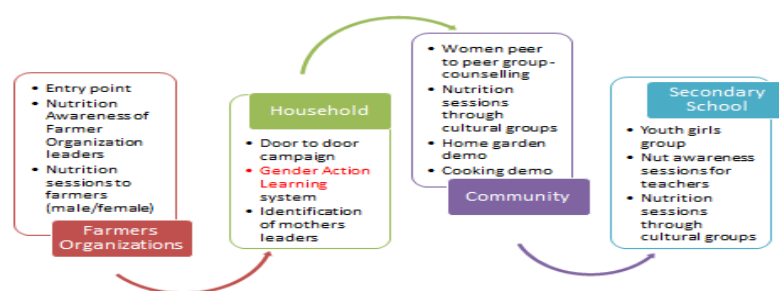 • Entry point
• Nutrition
Awareness of
Farmer
Organization
leaders
• Nutrition
sessions to
farmers
(male/female)
Farmers
Organizations
Household
• Door to door
campaign
• Gender Action
Learning
system
• Identification
of mothers
leaders
• Women peer
to peer group-
counselling
• Nutrition
sessions
through
cultural groups
• Home garden
demo
• Cooking demo
Community
Secondary
School
• Youth girls
group
• Nut awareness
sessions for
teachers
• Nutrition
sessions
through
cultural groups